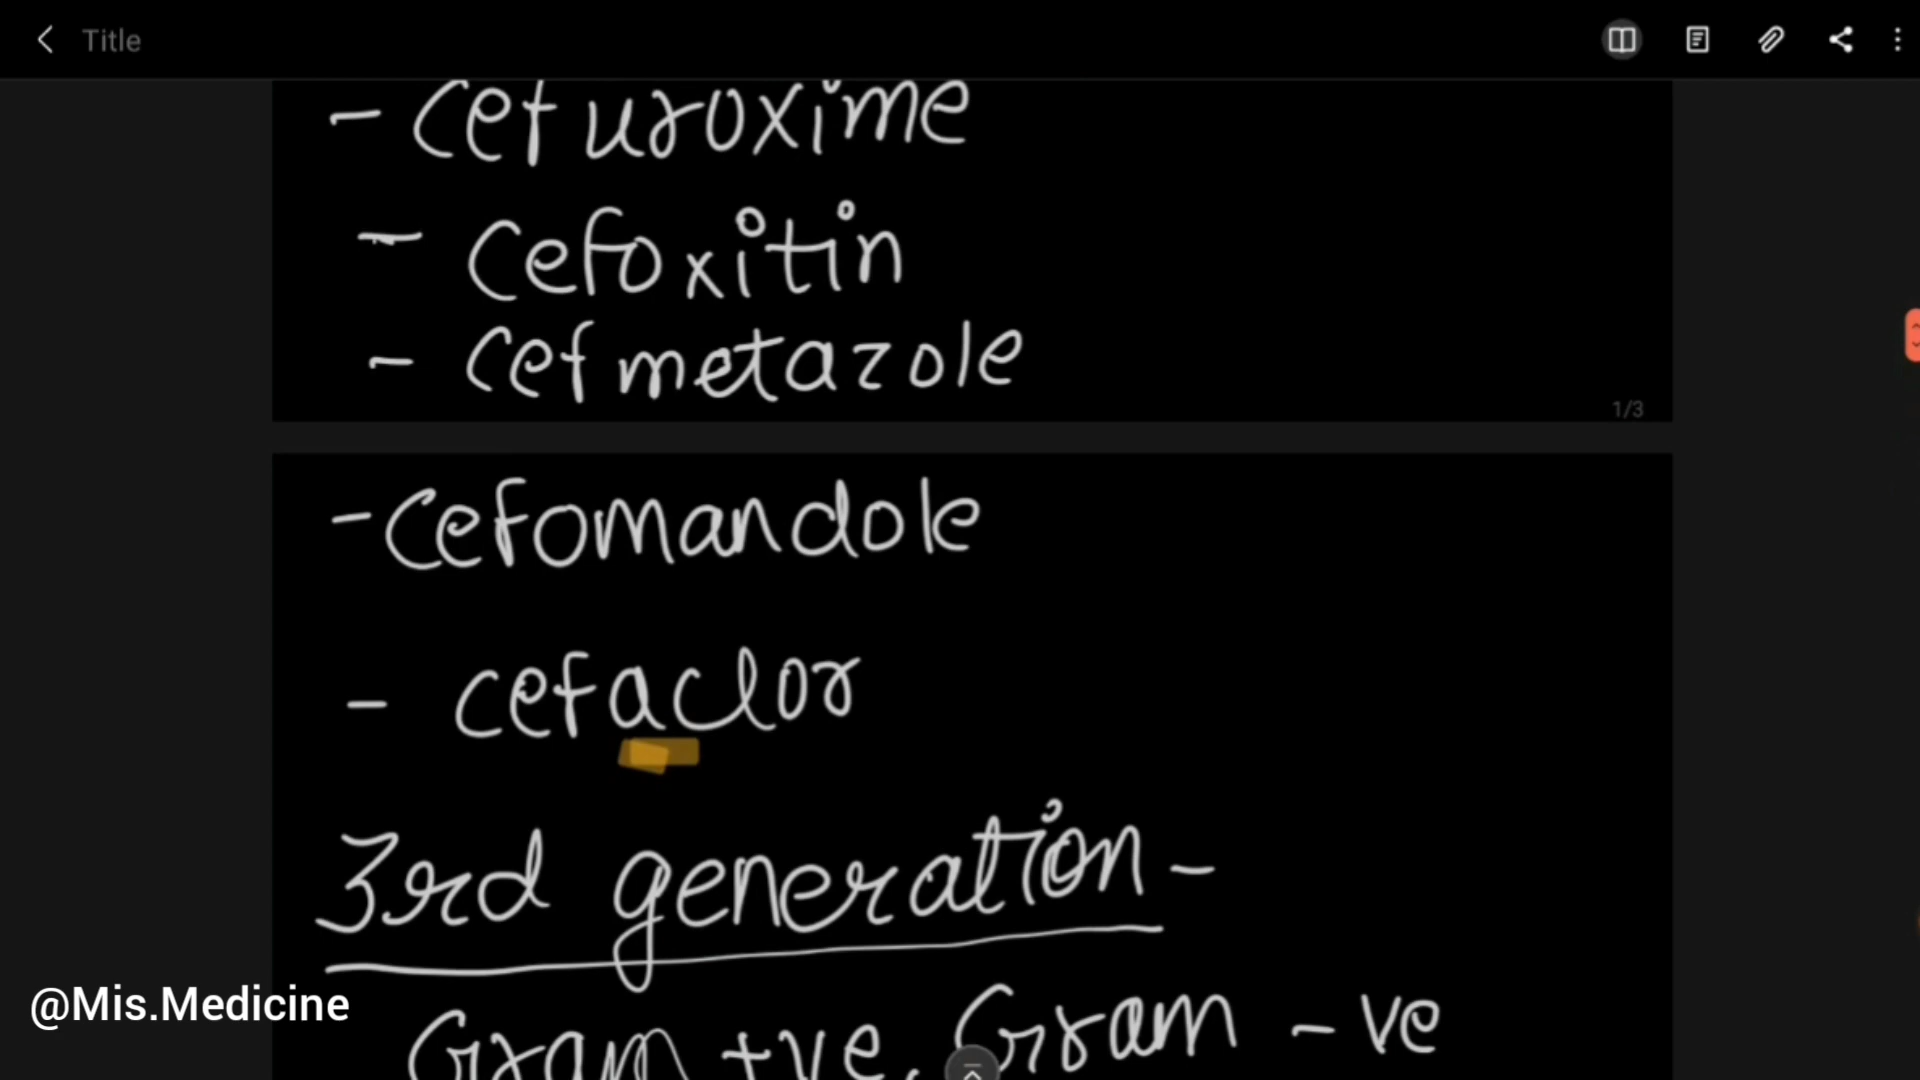 Title
- Cefuroxime
- Cefoxitin
- Cefmetazole
1/3
- Cefomandole
- cefaclor
3rd generation -
Gram +ve, Gram -ve
@Mis.Medicine